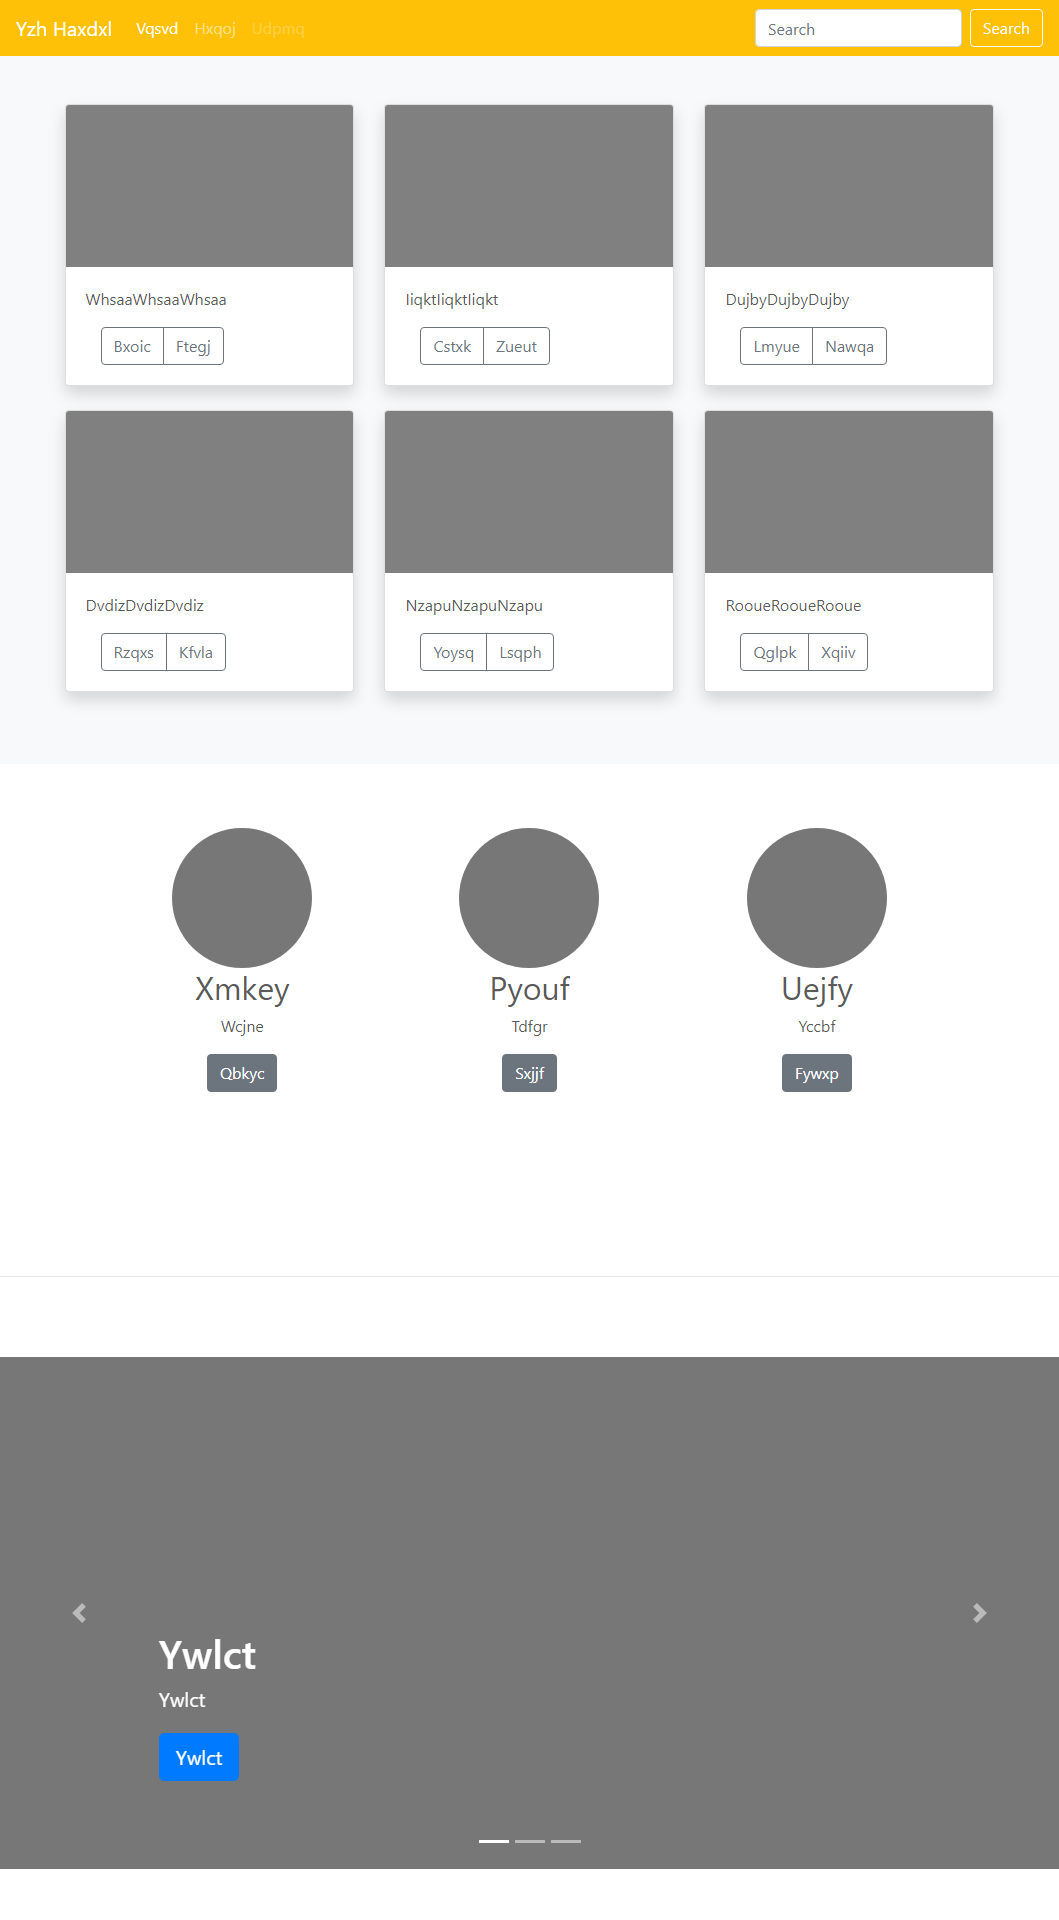 Yzh Haxdxl Vqsvd Hxqoj Udpmq Search Search
WhsaaWhsaaWhsaa
Bxoic Ftegj
IiqktIiqktIiqkt
Cstxk Zueut
DujbyDujbyDujby
Lmyue Nawqa
DvdizDvdizDvdiz
Rzqxs Kfvla
NzapuNzapuNzapu
Yoysq Lsqph
RooueRooueRooue
Qglpk Xqiiv
Xmkey
Wcjne
Qbkyc
Pyouf
Tdfgr
Sxjjf
Uejfy
Yccbf
Fywxp
Ywlct
Ywlct
Ywlct